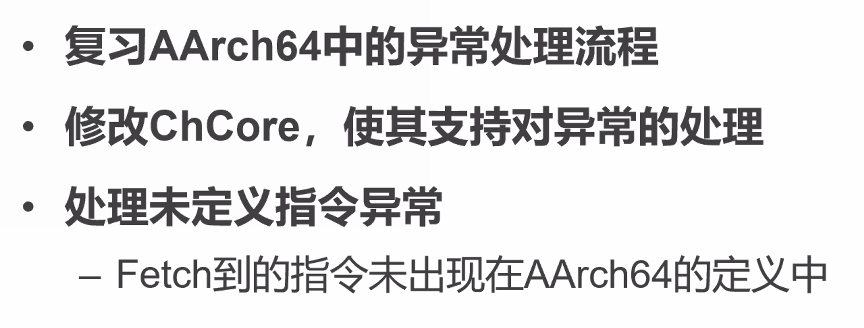 • 复习AArch64中的异常处理流程
• 修改ChCore，使其支持对异常的处理
• 处理未定义指令异常
– Fetch到的指令未出现在AArch64的定义中